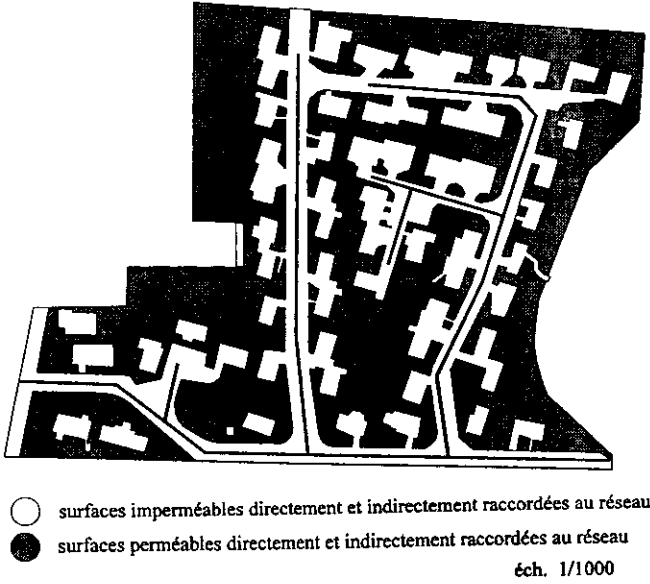 surfaces imperméables directement et indirectement raccordées au réseau
surfaces perméables directement et indirectement raccordées au réseau
éch. 1/1000